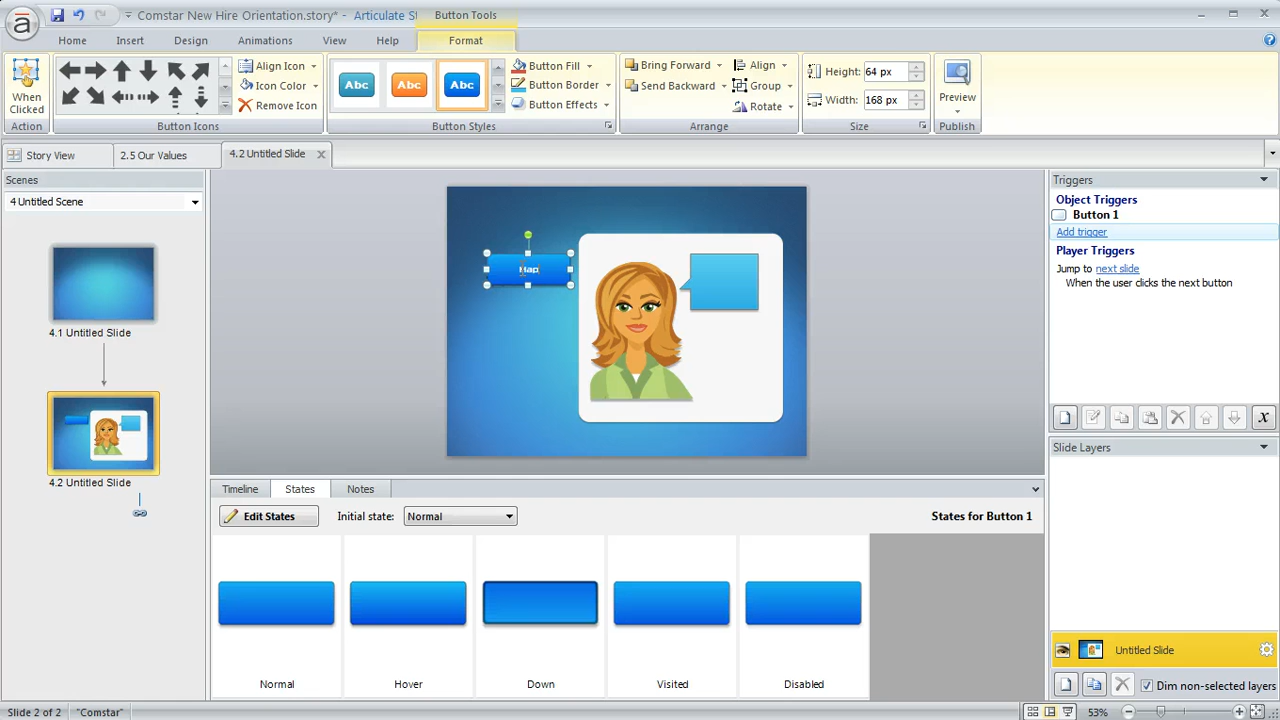 Comstar New Hire Orientation.story* - Articulate St
Button Tools
Home Insert Design Animations View Help Format
When Clicked
Action
Align Icon
Icon Color
Remove Icon
Button Icons
Abc Abc Abc
Button Fill
Button Border
Button Effects
Button Styles
Bring Forward
Send Backward
Align
Group
Rotate
Arrange
Height: 64 px
Width: 168 px
Size
Preview
Publish
Story View 2.5 Our Values 4.2 Untitled Slide
Scenes
4 Untitled Scene
4.1 Untitled Slide
4.2 Untitled Slide
Map
Triggers
Object Triggers
Button 1
Add trigger
Player Triggers
Jump to next slide
When the user clicks the next button
Slide Layers
Untitled Slide
Dim non-selected layers
Timeline States Notes
Edit States Initial state: Normal States for Button 1
Normal Hover Down Visited Disabled
Slide 2 of 2 "Comstar" 53%